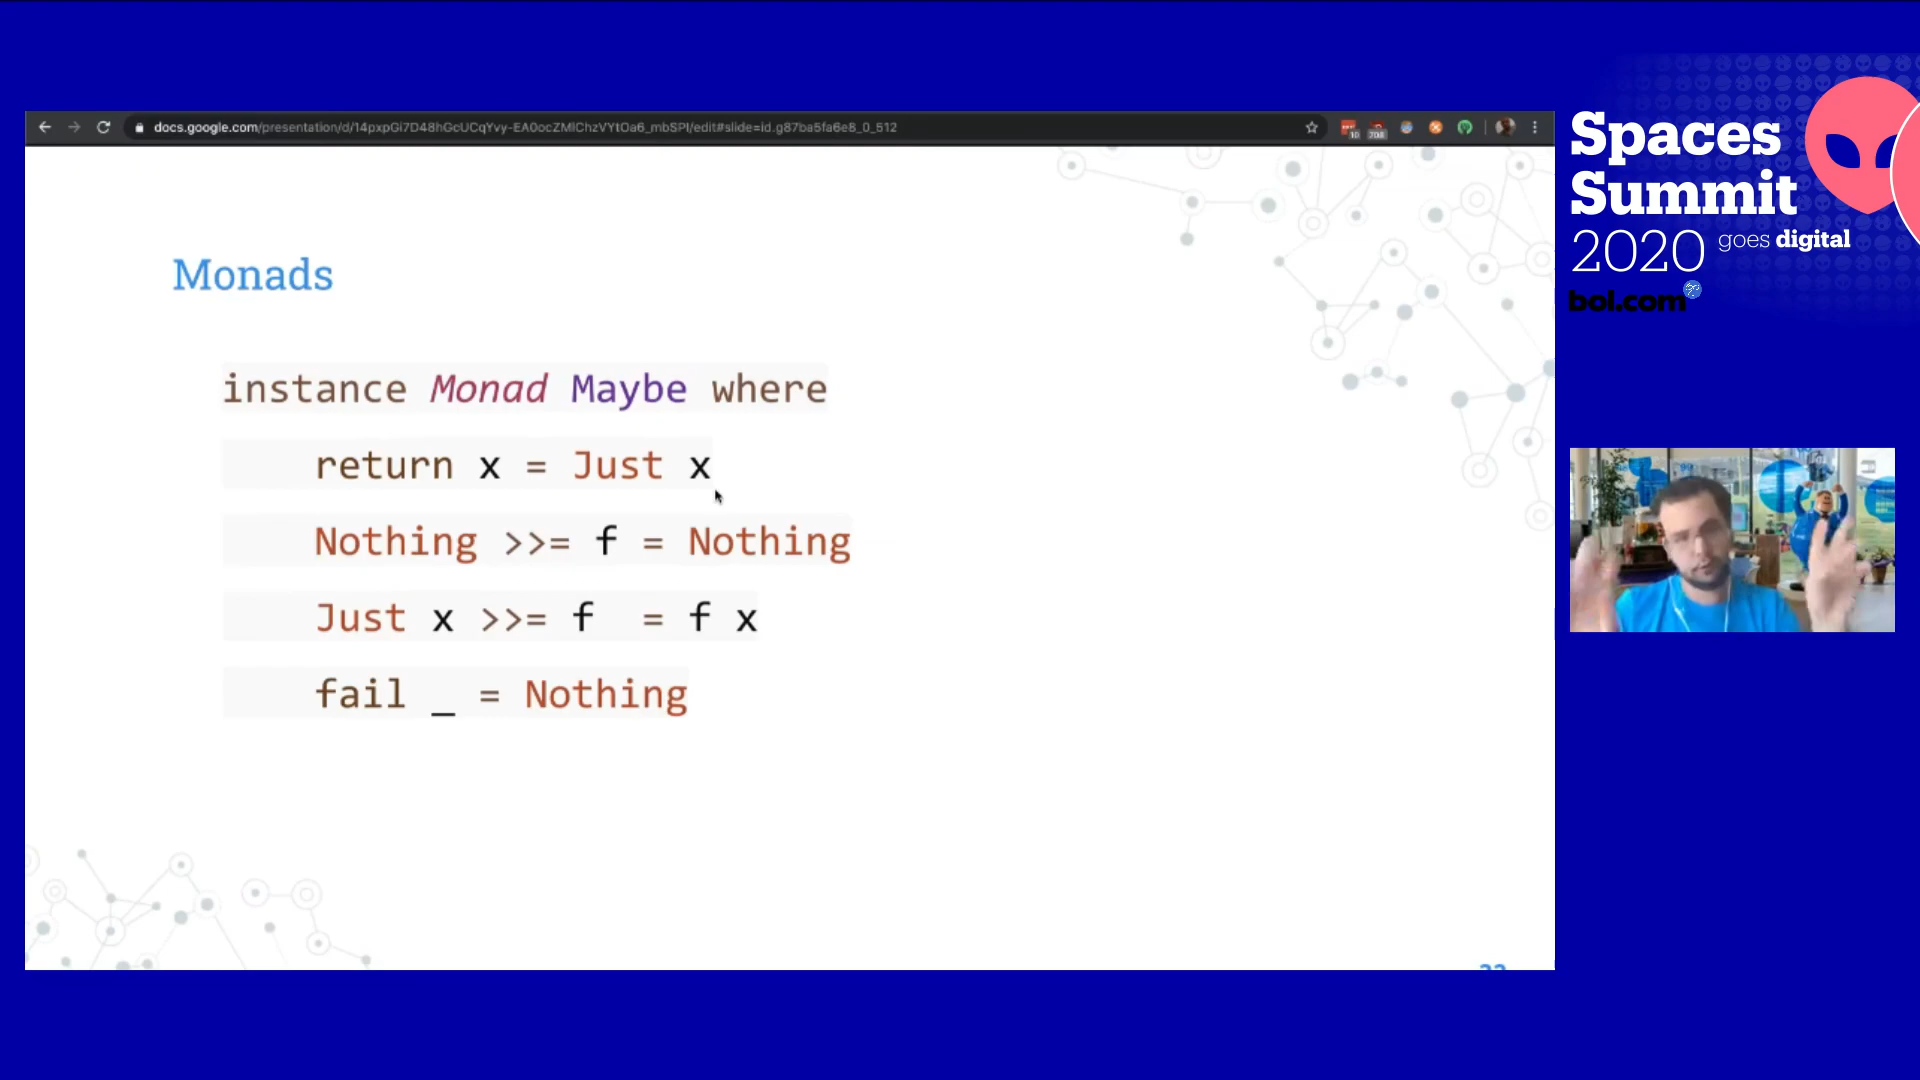 docs.google.com/presentation/d/14pxpGi7D48hGcUCqYvy-EA0ocZMlChzVYtOa6_mbSPI/edit#slide=id.g87ba5fa6e8_0_512
Monads
instance Monad Maybe where
return x = Just x
Nothing >>= f = Nothing
Just x >>= f = f x
fail _ = Nothing
Spaces
Summit
2020 goes digital
bol.com